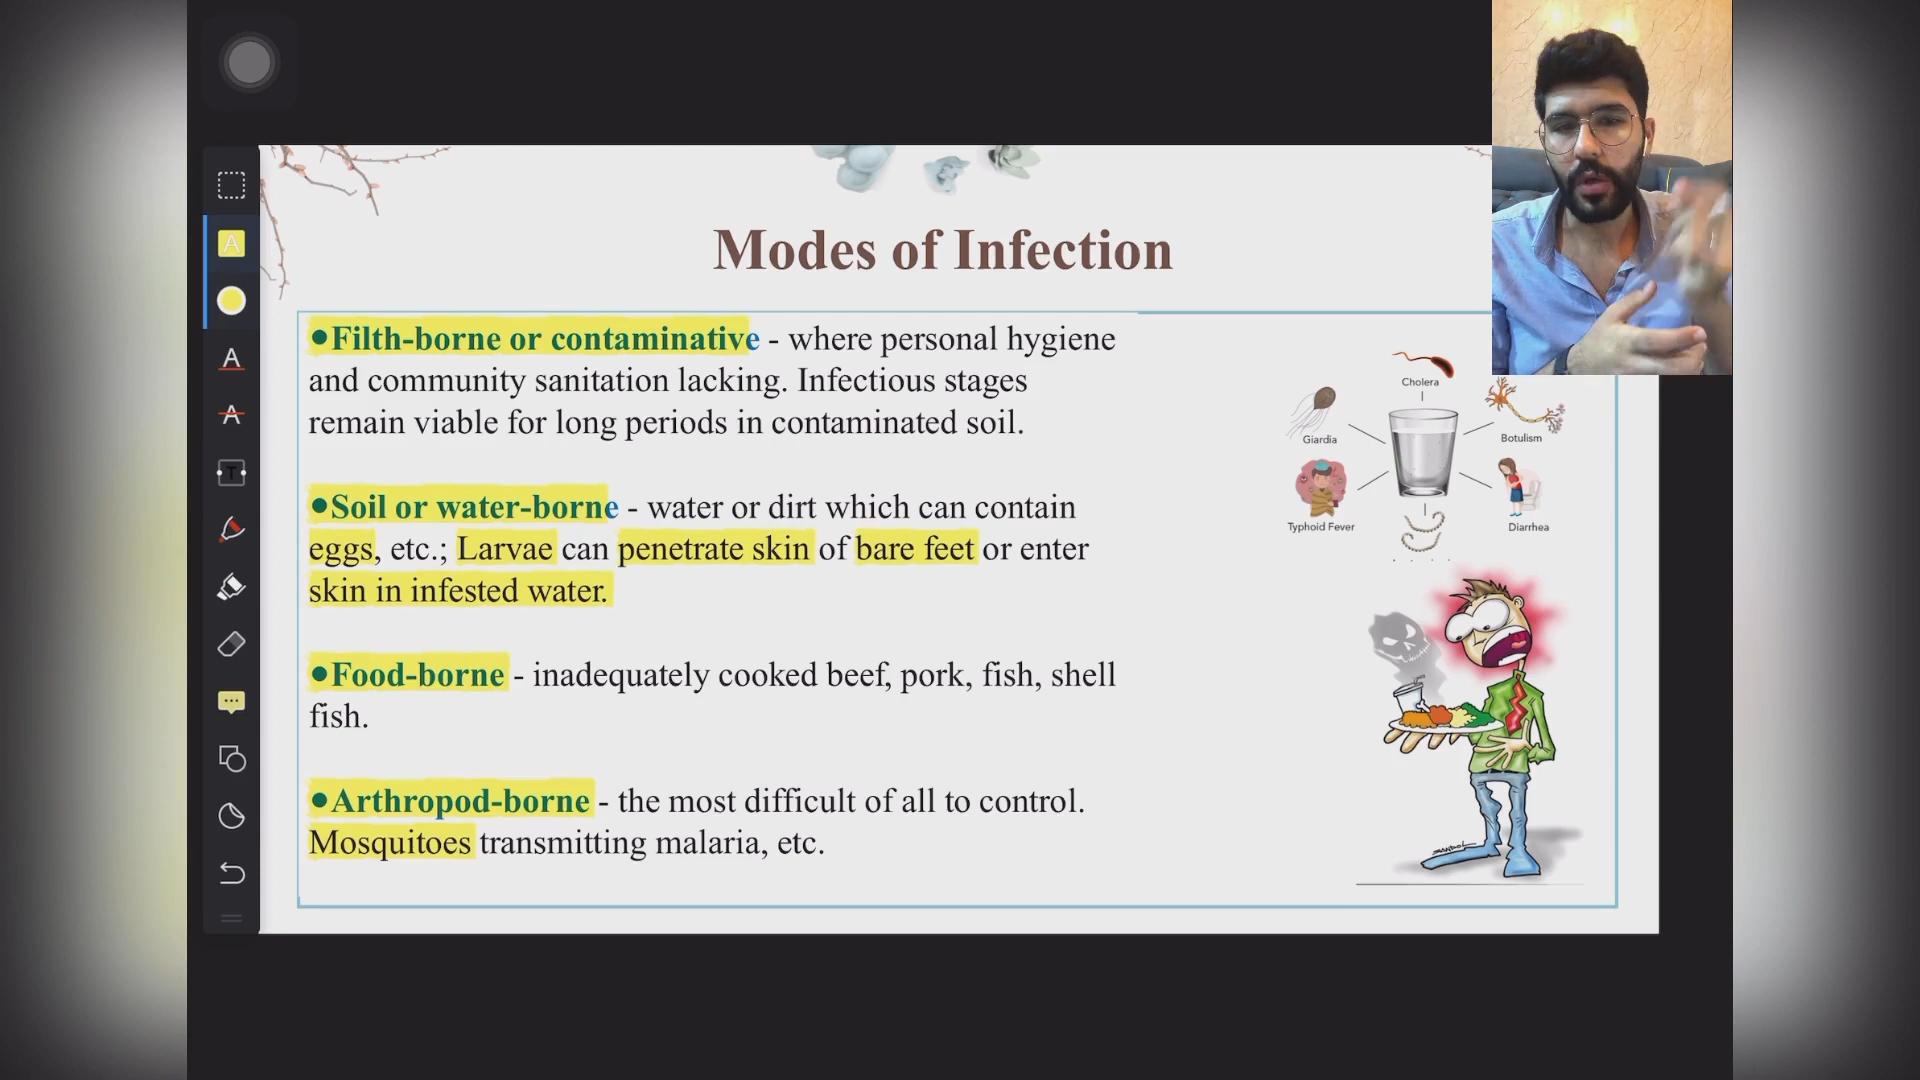 Modes of Infection
•Filth-borne or contaminative - where personal hygiene
and community sanitation lacking. Infectious stages
remain viable for long periods in contaminated soil.
•Soil or water-borne - water or dirt which can contain
eggs, etc.; Larvae can penetrate skin of bare feet or enter
skin in infested water.
•Food-borne - inadequately cooked beef, pork, fish, shell
fish.
•Arthropod-borne - the most difficult of all to control.
Mosquitoes transmitting malaria, etc.
Cholera
Giardia
Botulism
Typhoid Fever
Diarrhea